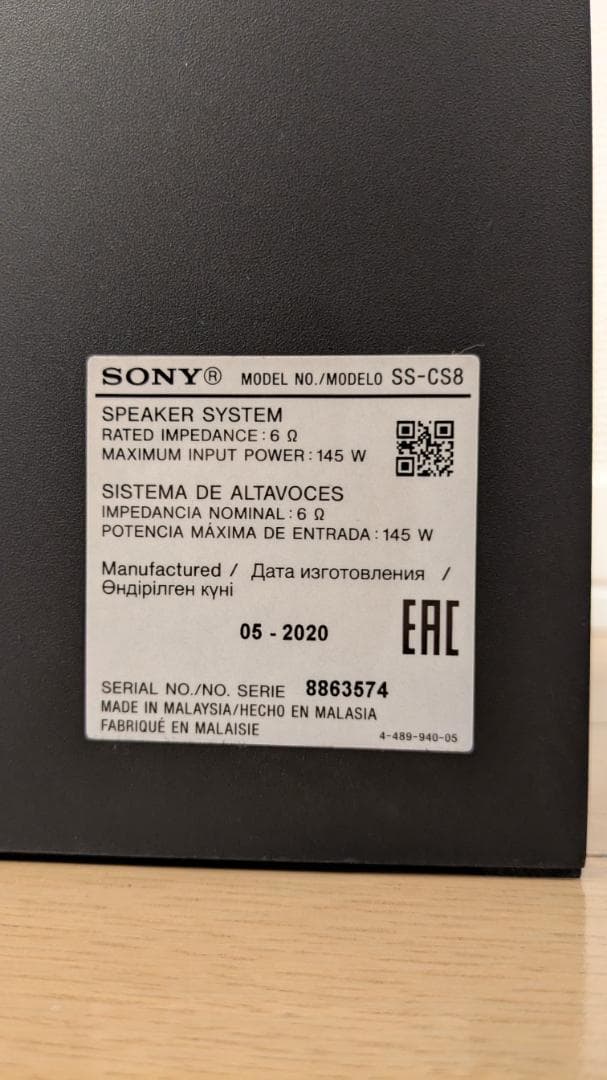 SONY® MODEL NO./MODELO SS-CS8
SPEAKER SYSTEM
RATED IMPEDANCE : 6 Ω
MAXIMUM INPUT POWER : 145 W
SISTEMA DE ALTAVOCES
IMPEDANCIA NOMINAL : 6 Ω
POTENCIA MÁXIMA DE ENTRADA : 145 W
Manufactured / Дата изготовления /
Өндірілген күні
05 - 2020
EAC
SERIAL NO./NO. SERIE 8863574
MADE IN MALAYSIA/HECHO EN MALASIA
FABRIQUÉ EN MALAISIE
4-489-940-05